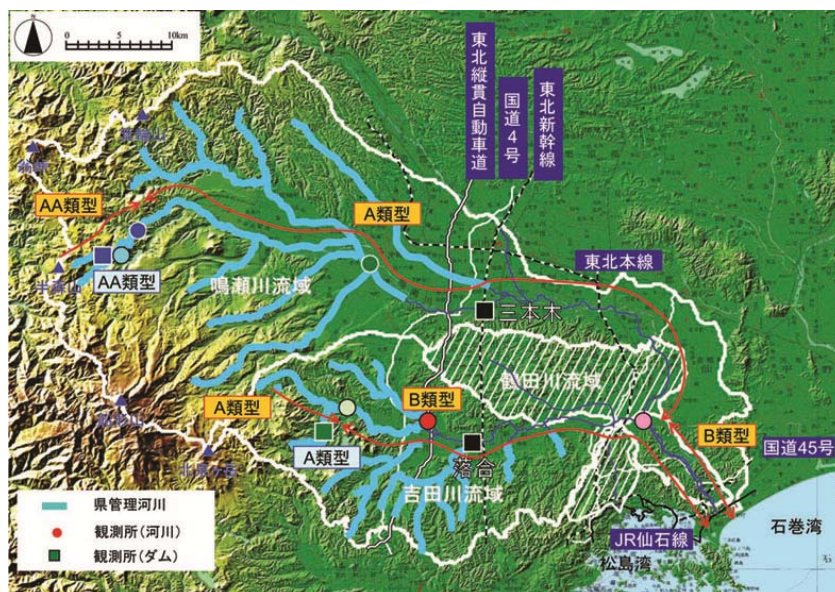 N
0 5 10km
東北縦貫自動車道
国道4号
東北新幹線
AA類型
A類型
AA類型
鳴瀬川流域
東北本線
三本木
鶴田川流域
A類型
B類型
A類型
落合
吉田川流域
B類型
国道45号
JR仙石線
松島湾
石巻湾
県管理河川
観測所(河川)
観測所(ダム)